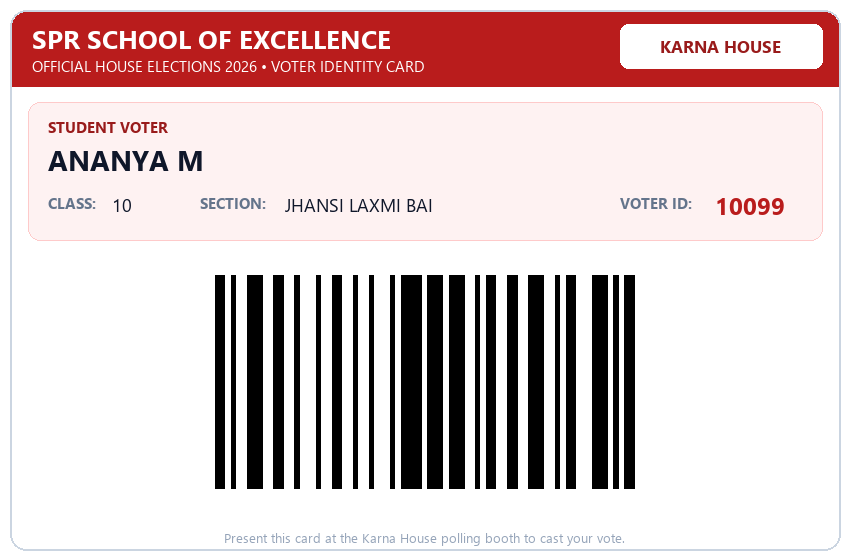 SPR SCHOOL OF EXCELLENCE
OFFICIAL HOUSE ELECTIONS 2026 • VOTER IDENTITY CARD
KARNA HOUSE
STUDENT VOTER
ANANYA M
CLASS: 10 SECTION: JHANSI LAXMI BAI VOTER ID: 10099
Present this card at the Karna House polling booth to cast your vote.